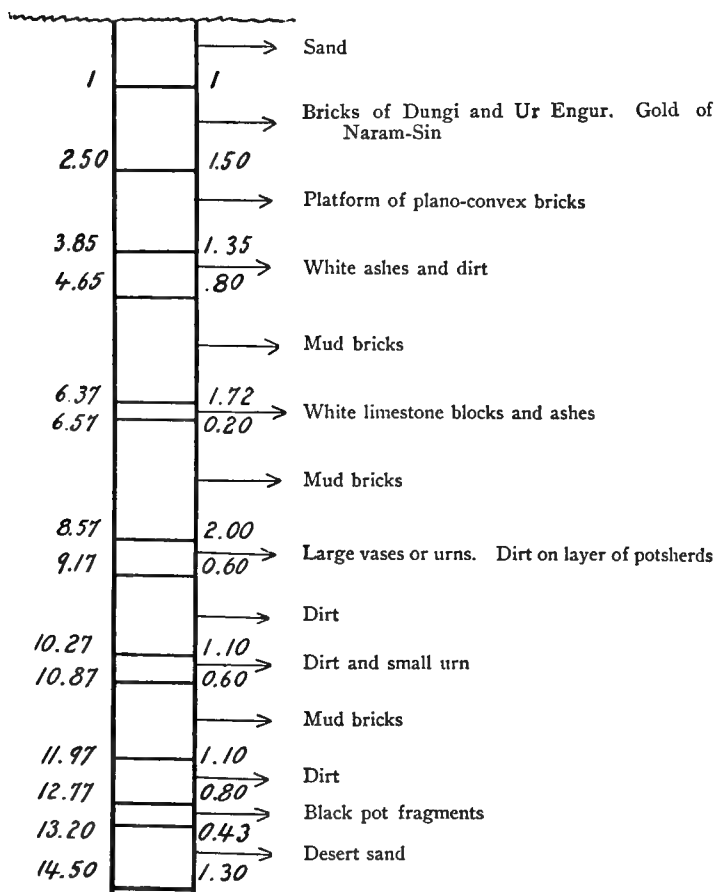 Sand
1 1
Bricks of Dungi and Ur Engur. Gold of
Naram-Sin
2.50 1.50
Platform of plano-convex bricks
3.85 1.35
White ashes and dirt
4.65 .80
Mud bricks
6.37 1.72
White limestone blocks and ashes
6.57 0.20
Mud bricks
8.57 2.00
Large vases or urns. Dirt on layer of potsherds
9.17 0.60
Dirt
10.27 1.10
Dirt and small urn
10.87 0.60
Mud bricks
11.97 1.10
Dirt
12.77 0.80
Black pot fragments
13.20 0.43
Desert sand
14.50 1.30